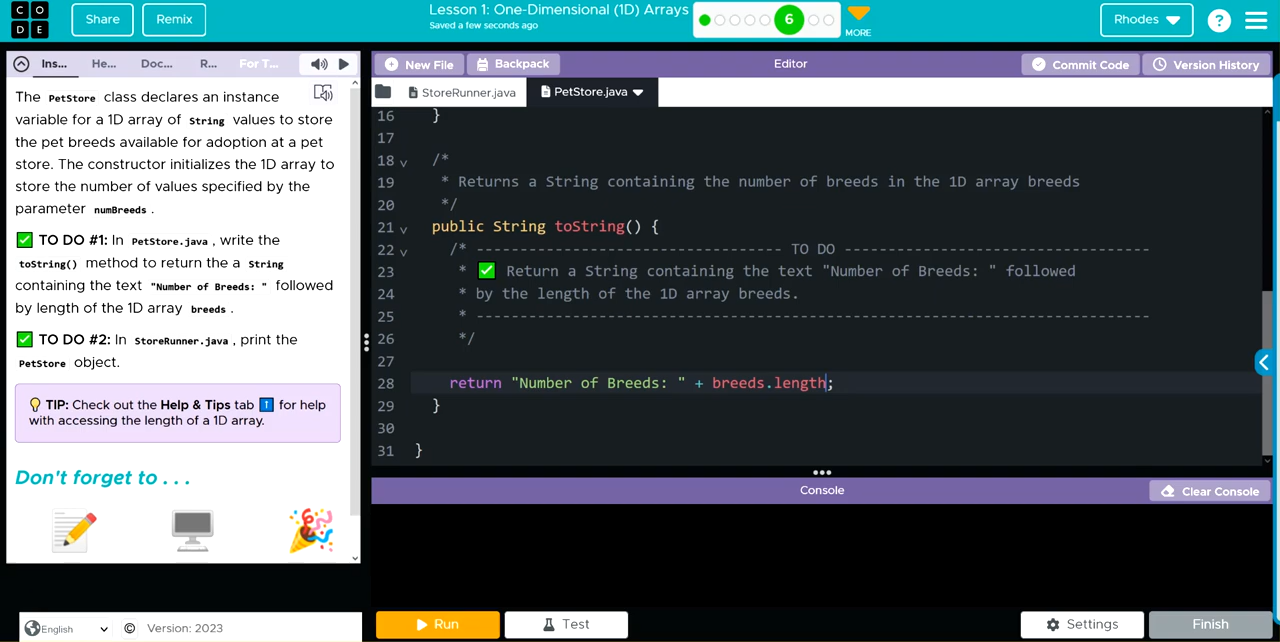 CODE
Share
Remix
Lesson 1: One-Dimensional (1D) Arrays
Saved a few seconds ago
6
MORE
Rhodes
?
Ins...
He...
Doc...
R...
For T...
The PetStore class declares an instance
variable for a 1D array of String values to store
the pet breeds available for adoption at a pet
store. The constructor initializes the 1D array to
store the number of values specified by the
parameter numBreeds .
TO DO #1: In PetStore.java , write the
toString() method to return the a String
containing the text "Number of Breeds: " followed
by length of the 1D array breeds .
TO DO #2: In StoreRunner.java , print the
PetStore object.
TIP: Check out the Help & Tips tab for help
with accessing the length of a 1D array.
Don't forget to . . .
English
© Version: 2023
New File
Backpack
Editor
Commit Code
Version History
StoreRunner.java
PetStore.java
16 }
17
18 /*
19 * Returns a String containing the number of breeds in the 1D array breeds
20 */
21 public String toString() {
22 /* ----------------------------------- TO DO -----------------------------------
23 * ✅ Return a String containing the text "Number of Breeds: " followed
24 * by the length of the 1D array breeds.
25 * -----------------------------------------------------------------------------
26 */
27
28 return "Number of Breeds: " + breeds.length;
29 }
30
31 }
Console
Clear Console
Run
Test
Settings
Finish